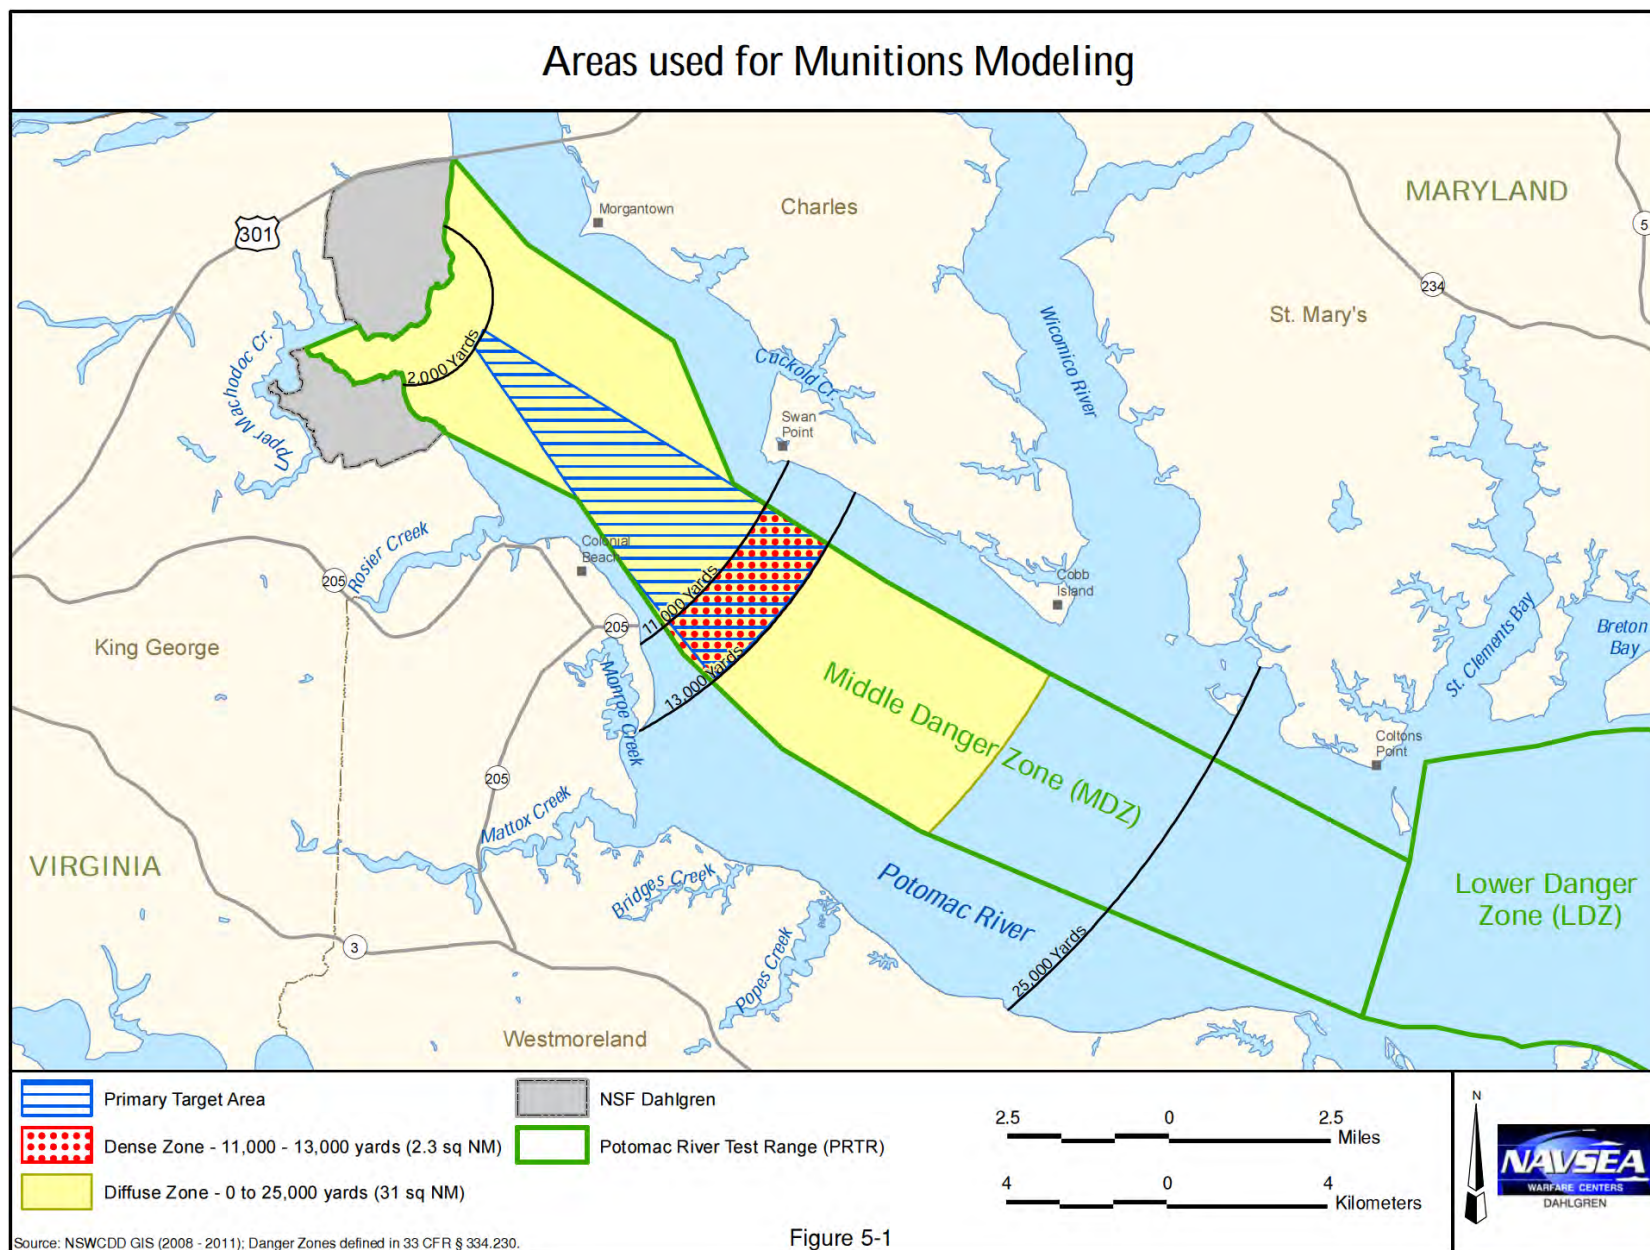 Areas used for Munitions Modeling
MARYLAND
Morgantown
Charles
5
301
234
St. Mary's
Wicomico River
Upper Machodoc Cr.
2,000 Yards
Cuckold Cr.
Swan
Point
Rosier Creek
Colonial
Beach
205
Cobb
Island
11,000 Yards
205
King George
Breton
Bay
St. Clements Bay
Monroe Creek
13,000 Yards
Middle Danger Zone (MDZ)
Coltons
Point
205
Mattox Creek
VIRGINIA
Bridges Creek
Potomac River
Lower Danger
Zone (LDZ)
3
Popes Creek
25,000 Yards
Westmoreland
Primary Target Area
Dense Zone - 11,000 - 13,000 yards (2.3 sq NM)
Diffuse Zone - 0 to 25,000 yards (31 sq NM)
NSF Dahlgren
Potomac River Test Range (PRTR)
2.5 0 2.5
Miles
4 0 4
Kilometers
N
NAVSEA
WARFARE CENTERS
DAHLGREN
Source: NSWCDD GIS (2008 - 2011); Danger Zones defined in 33 CFR § 334.230.
Figure 5-1